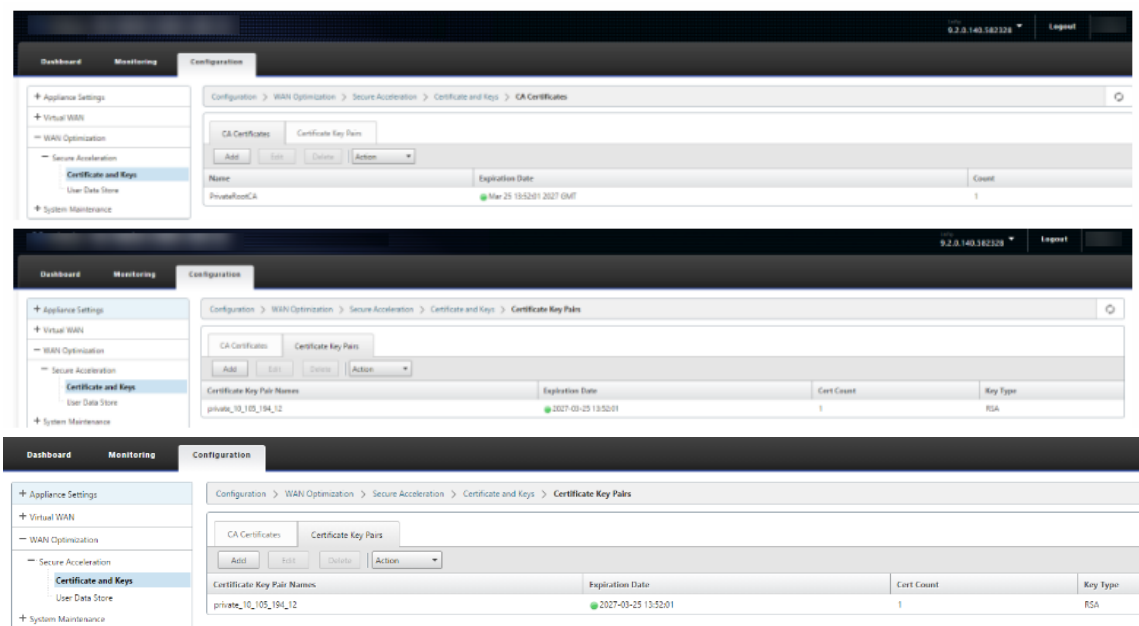 9.2.0.140.582328 Logout
Dashboard Monitoring Configuration
+ Appliance Settings
Configuration > WAN Optimization > Secure Acceleration > Certificate and Keys > CA Certificates
+ Virtual WAN
− WAN Optimization
CA Certificates Certificate Key Pairs
− Secure Acceleration
Add Edit Delete Action
Certificate and Keys
Name Expiration Date Count
User Data Store
PrivateRootCA Mar 25 13:52:01 2027 GMT 1
+ System Maintenance
9.2.0.140.582328 Logout
Dashboard Monitoring Configuration
+ Appliance Settings
Configuration > WAN Optimization > Secure Acceleration > Certificate and Keys > Certificate Key Pairs
+ Virtual WAN
− WAN Optimization
CA Certificates Certificate Key Pairs
− Secure Acceleration
Add Edit Delete Action
Certificate and Keys
Certificate Key Pair Names Expiration Date Cert Count Key Type
User Data Store
private_10_105_194_12 2027-03-25 13:52:01 1 RSA
+ System Maintenance
Dashboard Monitoring Configuration
+ Appliance Settings
Configuration > WAN Optimization > Secure Acceleration > Certificate and Keys > Certificate Key Pairs
+ Virtual WAN
− WAN Optimization
CA Certificates Certificate Key Pairs
− Secure Acceleration
Add Edit Delete Action
Certificate and Keys
Certificate Key Pair Names Expiration Date Cert Count Key Type
User Data Store
private_10_105_194_12 2027-03-25 13:52:01 1 RSA
+ System Maintenance